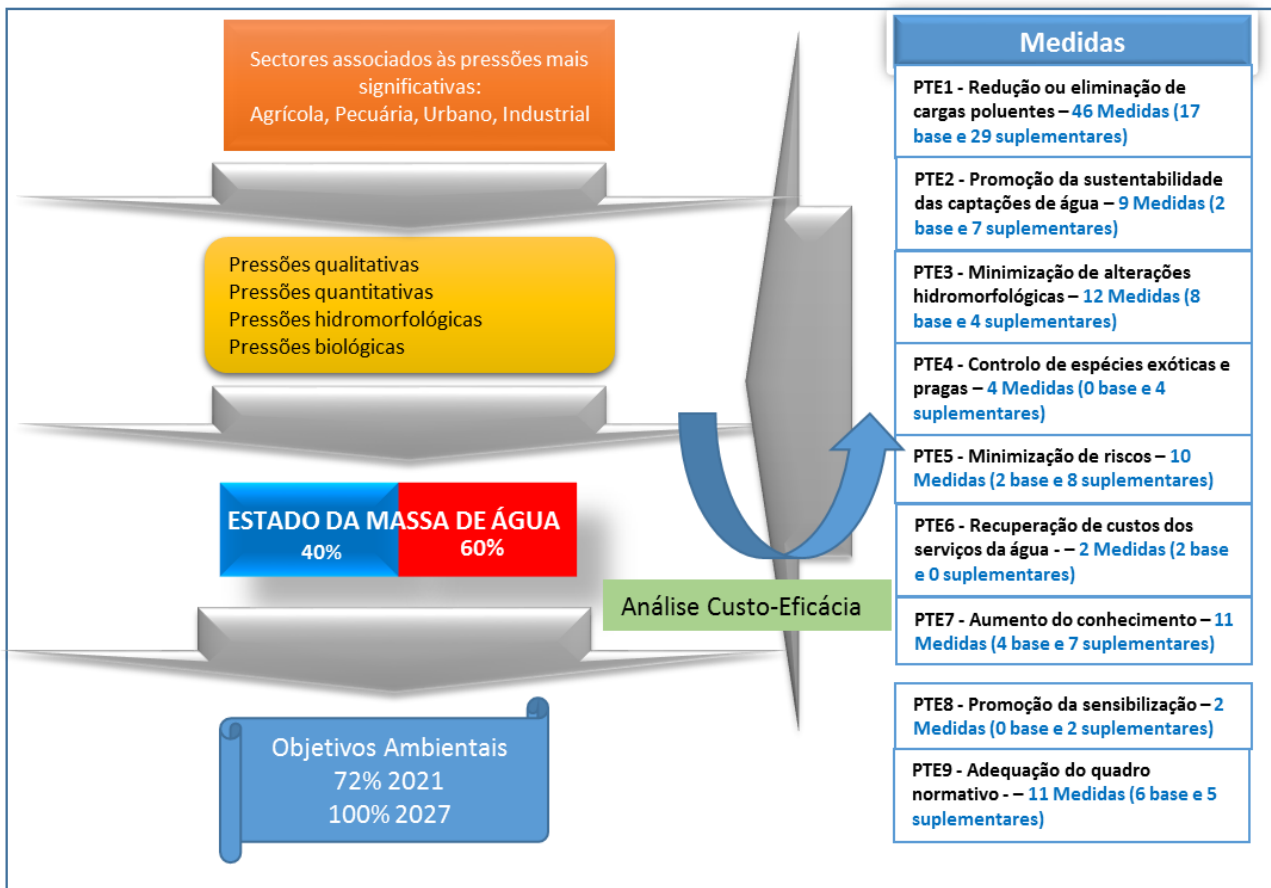 Sectores associados às pressões mais
significativas:
Agrícola, Pecuária, Urbano, Industrial
Pressões qualitativas
Pressões quantitativas
Pressões hidromorfológicas
Pressões biológicas
ESTADO DA MASSA DE ÁGUA
40%
60%
Análise Custo-Eficácia
Objetivos Ambientais
72% 2021
100% 2027
Medidas
PTE1 - Redução ou eliminação de
cargas poluentes – 46 Medidas (17
base e 29 suplementares)
PTE2 - Promoção da sustentabilidade
das captações de água – 9 Medidas (2
base e 7 suplementares)
PTE3 - Minimização de alterações
hidromorfológicas – 12 Medidas (8
base e 4 suplementares)
PTE4 - Controlo de espécies exóticas e
pragas – 4 Medidas (0 base e 4
suplementares)
PTE5 - Minimização de riscos – 10
Medidas (2 base e 8 suplementares)
PTE6 - Recuperação de custos dos
serviços da água - – 2 Medidas (2 base
e 0 suplementares)
PTE7 - Aumento do conhecimento – 11
Medidas (4 base e 7 suplementares)
PTE8 - Promoção da sensibilização – 2
Medidas (0 base e 2 suplementares)
PTE9 - Adequação do quadro
normativo - – 11 Medidas (6 base e 5
suplementares)